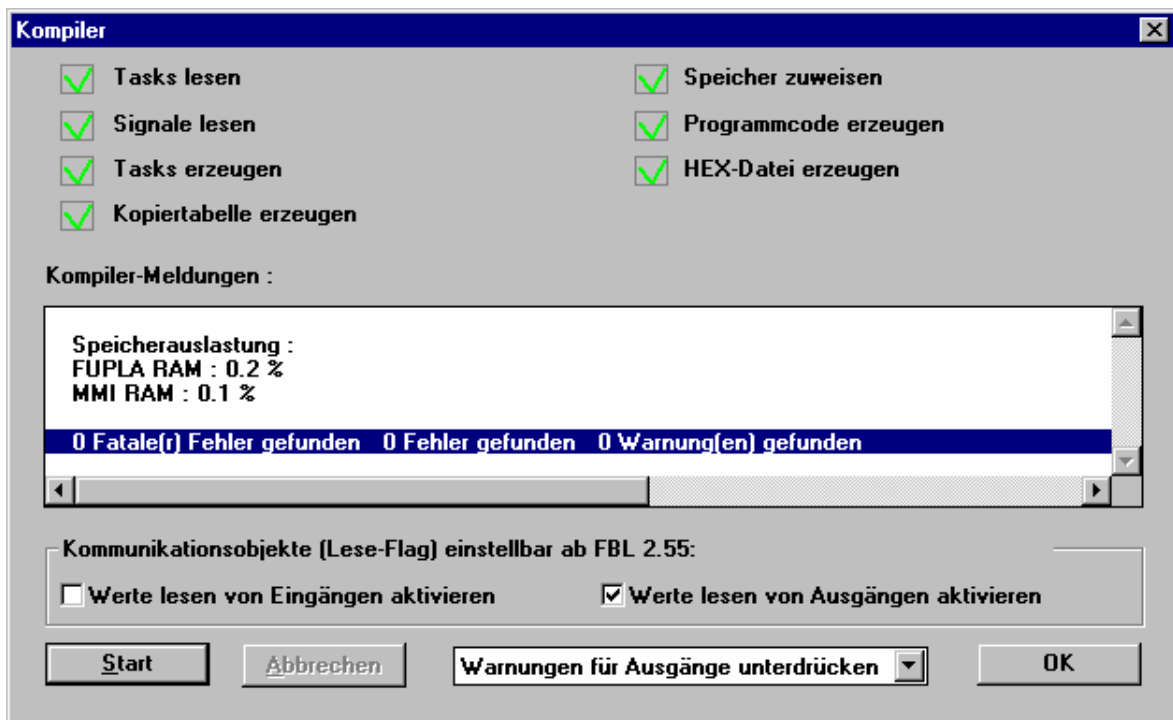 Kompiler
Tasks lesen
Speicher zuweisen
Signale lesen
Programmcode erzeugen
Tasks erzeugen
HEX-Datei erzeugen
Kopiertabelle erzeugen
Kompiler-Meldungen :
Speicherauslastung :
FUPLA RAM : 0.2 %
MMI RAM : 0.1 %
0 Fatale(r) Fehler gefunden 0 Fehler gefunden 0 Warnung(en) gefunden
Kommunikationsobjekte (Lese-Flag) einstellbar ab FBL 2.55:
Werte lesen von Eingängen aktivieren
Werte lesen von Ausgängen aktivieren
Start
Abbrechen
Warnungen für Ausgänge unterdrücken
OK